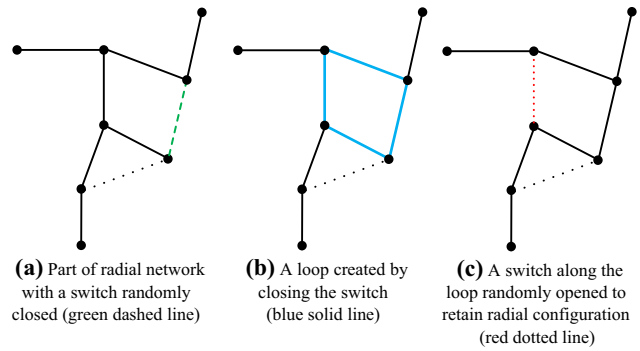 (a) Part of radial network
with a switch randomly
closed (green dashed line)
(b) A loop created by
closing the switch
(blue solid line)
(c) A switch along the
loop randomly opened to
retain radial configuration
(red dotted line)